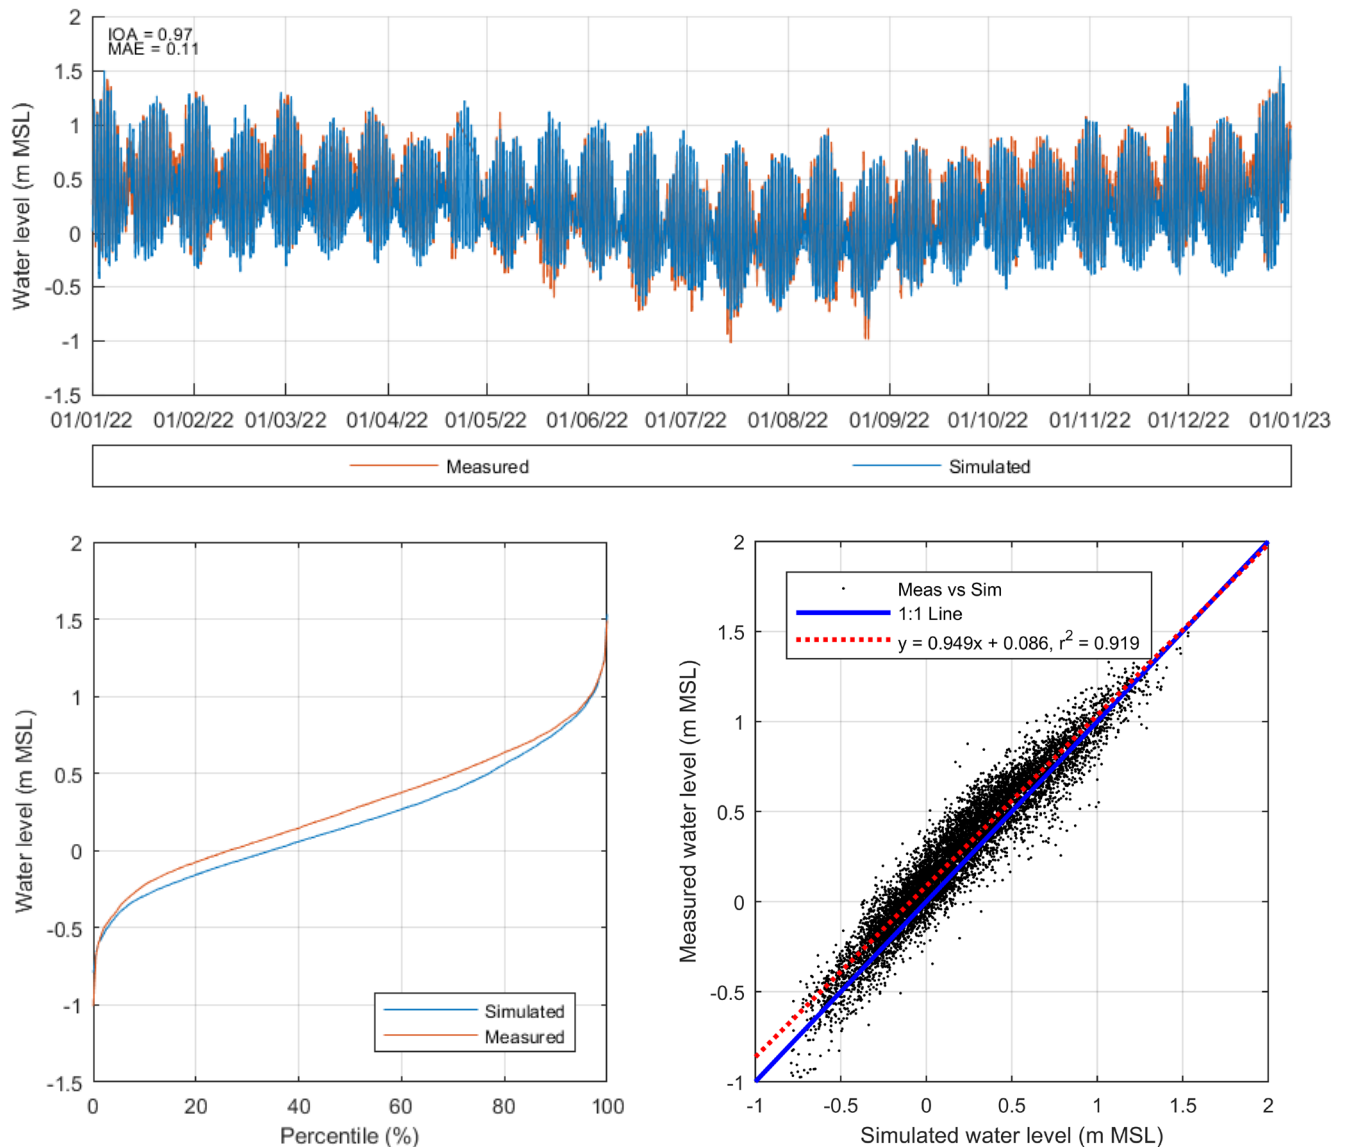 2
1.5
1
0.5
0
-0.5
-1
-1.5
Water level (m MSL)
IOA = 0.97
MAE = 0.11
01/01/22 01/02/22 01/03/22 01/04/22 01/05/22 01/06/22 01/07/22 01/08/22 01/09/22 01/10/22 01/11/22 01/12/22 01/01/23
Measured Simulated
2
1.5
1
0.5
0
-0.5
-1
-1.5
Water level (m MSL)
Simulated
Measured
0 20 40 60 80 100
Percentile (%)
2
1.5
1
0.5
0
-0.5
-1
Measured water level (m MSL)
Meas vs Sim
1:1 Line
y = 0.949x + 0.086, r² = 0.919
-1 -0.5 0 0.5 1 1.5 2
Simulated water level (m MSL)